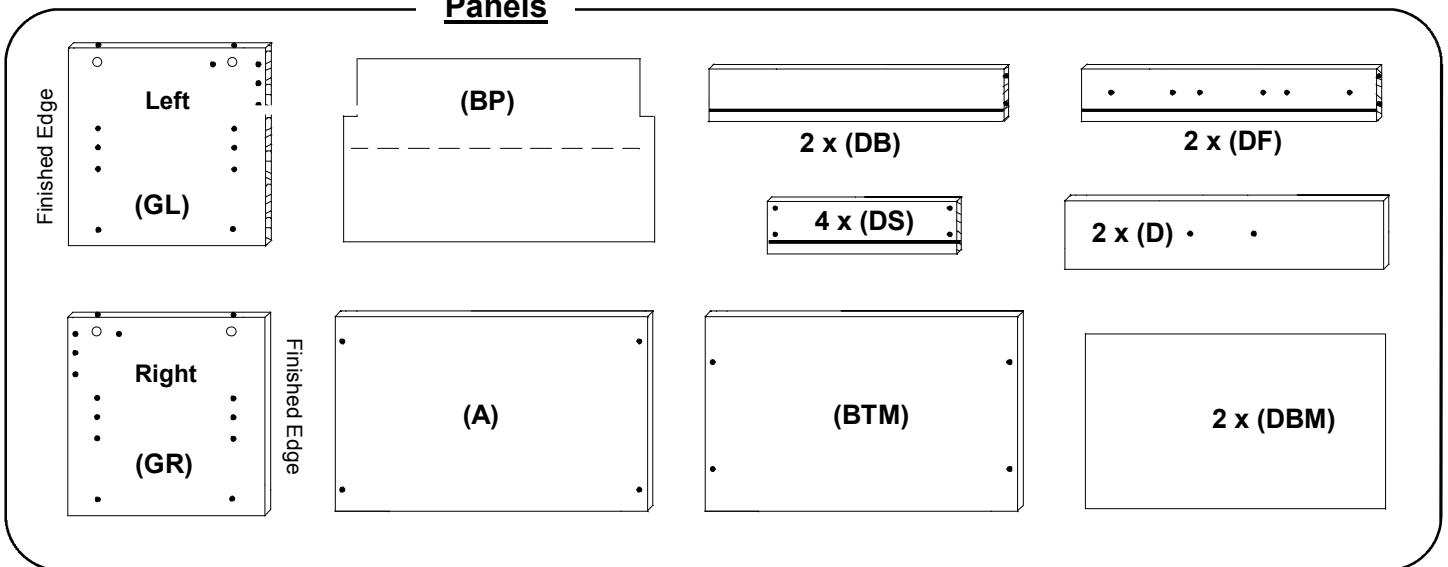 Panels
Finished Edge
Left
(GL)
(BP)
2 x (DB)
2 x (DF)
4 x (DS)
2 x (D)
Right
(GR)
Finished Edge
(A)
(BTM)
2 x (DBM)